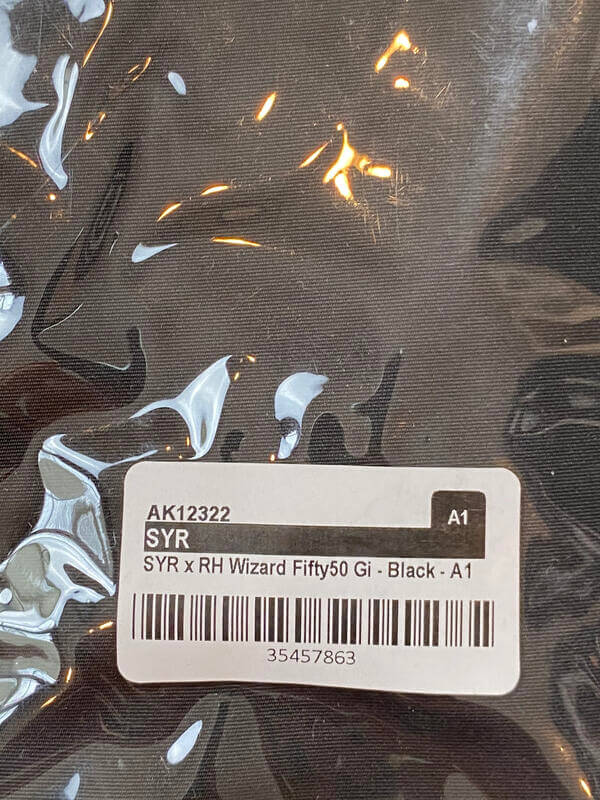 AK12322
A1
SYR
SYR x RH Wizard Fifty50 Gi - Black - A1
35457863